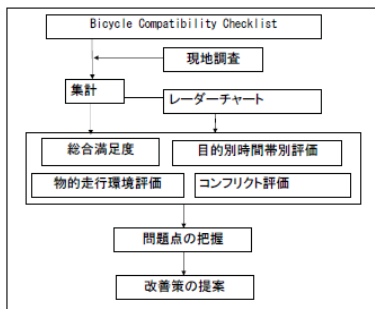 Bicycle Compatibility Checklist
現地調査
集計
レーダーチャート
総合満足度
目的別時間帯別評価
物的走行環境評価
コンフリクト評価
問題点の把握
改善策の提案